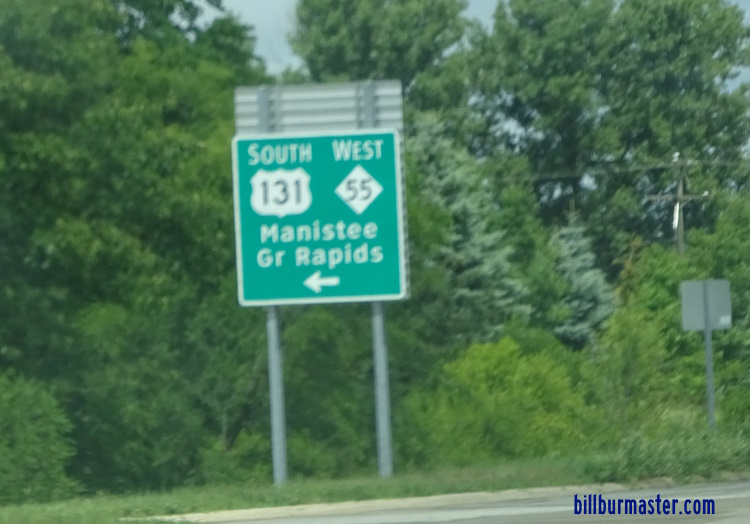 SOUTH WEST
131 55
Manistee
Gr Rapids
billburmaster.com